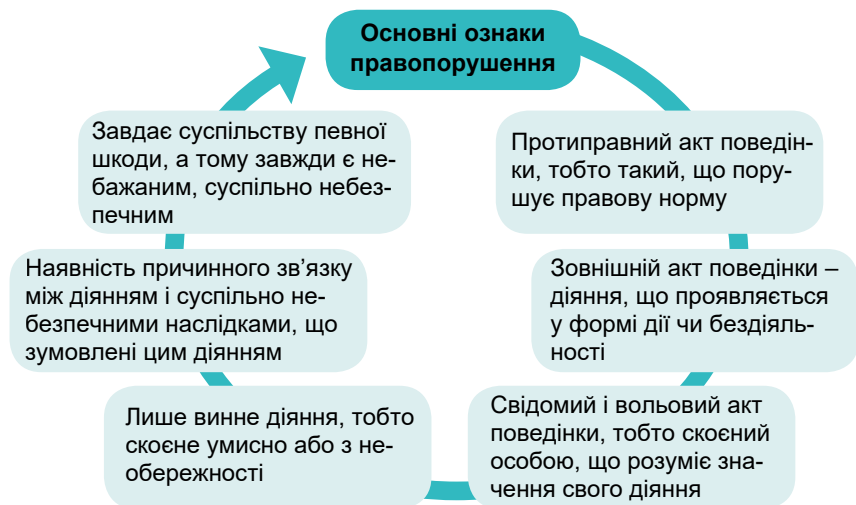 Основні ознаки
правопорушення
Протиправний акт поведін-
ки, тобто такий, що пору-
шує правову норму
Зовнішній акт поведінки –
діяння, що проявляється
у формі дії чи бездіяль-
ності
Свідомий і вольовий акт
поведінки, тобто скоєний
особою, що розуміє зна-
чення свого діяння
Лише винне діяння, тобто
скоєне умисно або з не-
обережності
Наявність причинного зв’язку
між діянням і суспільно не-
безпечними наслідками, що
зумовлені цим діянням
Завдає суспільству певної
шкоди, а тому завжди є не-
бажаним, суспільно небез-
печним